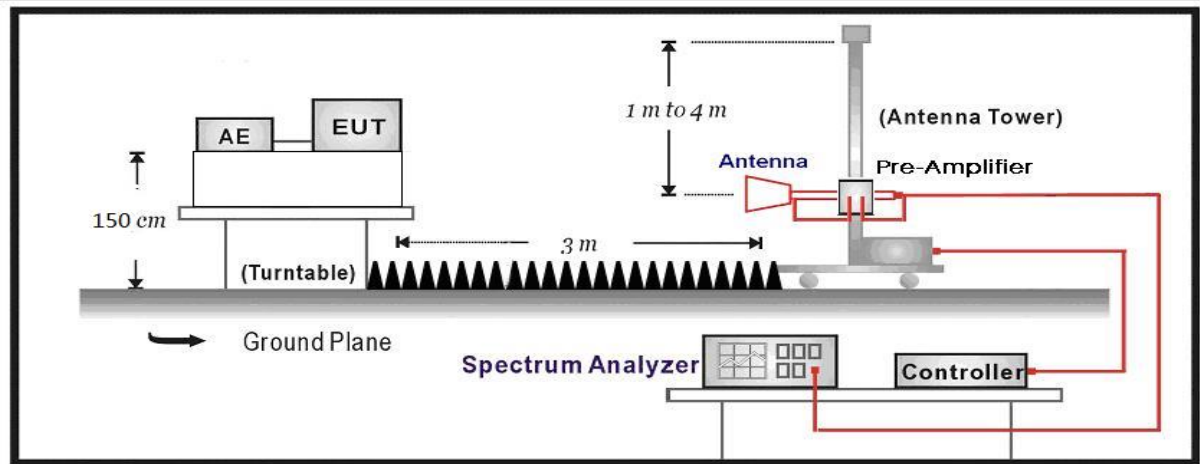 1 m to 4 m
(Antenna Tower)
AE
EUT
Antenna
Pre-Amplifier
150 cm
3 m
(Turntable)
Ground Plane
Spectrum Analyzer
Controller